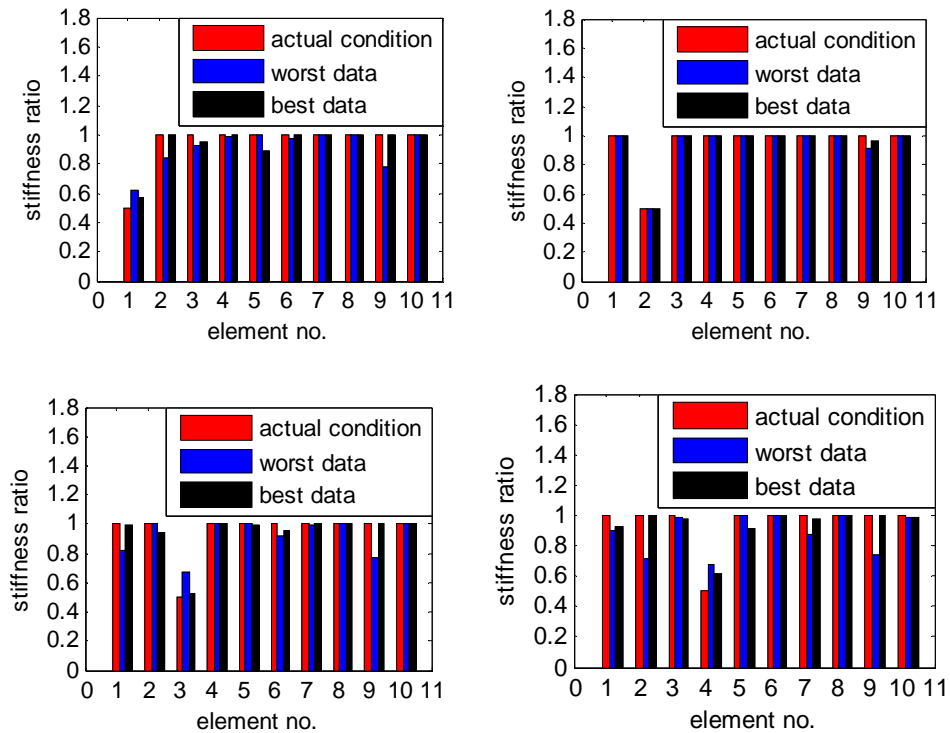 1.8
1.6
1.4
1.2
1
0.8
0.6
0.4
0.2
0
stiffness ratio
actual condition
worst data
best data
0 1 2 3 4 5 6 7 8 9 10 11
element no.
1.8
1.6
1.4
1.2
1
0.8
0.6
0.4
0.2
0
stiffness ratio
actual condition
worst data
best data
0 1 2 3 4 5 6 7 8 9 10 11
element no.
1.8
1.6
1.4
1.2
1
0.8
0.6
0.4
0.2
0
stiffness ratio
actual condition
worst data
best data
0 1 2 3 4 5 6 7 8 9 10 11
element no.
1.8
1.6
1.4
1.2
1
0.8
0.6
0.4
0.2
0
stiffness ratio
actual condition
worst data
best data
0 1 2 3 4 5 6 7 8 9 10 11
element no.